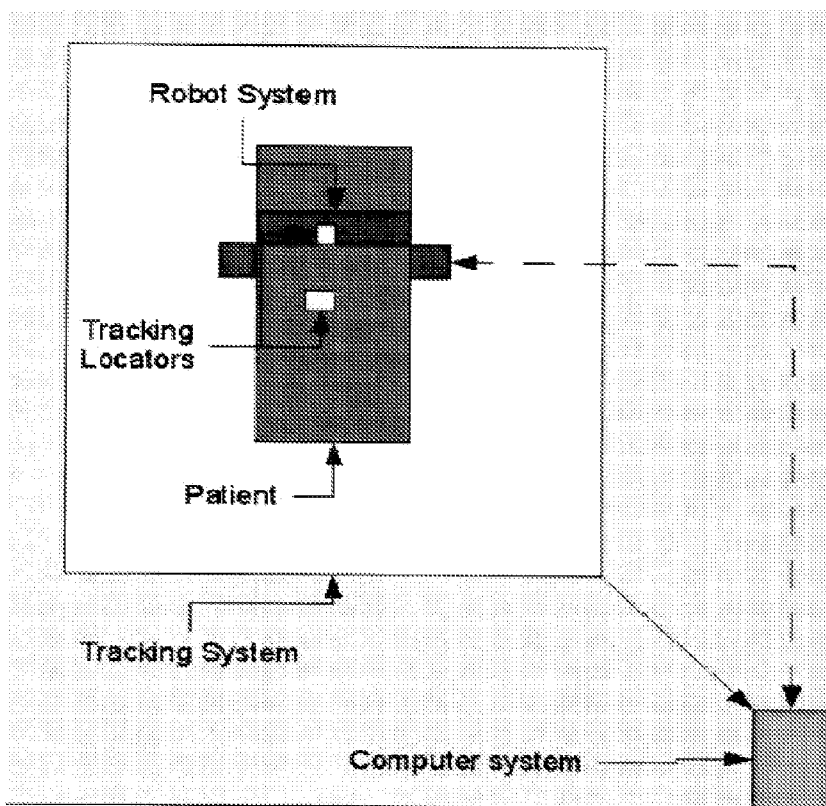 Robot System
Tracking
Locators
Patient
Tracking System
Computer system